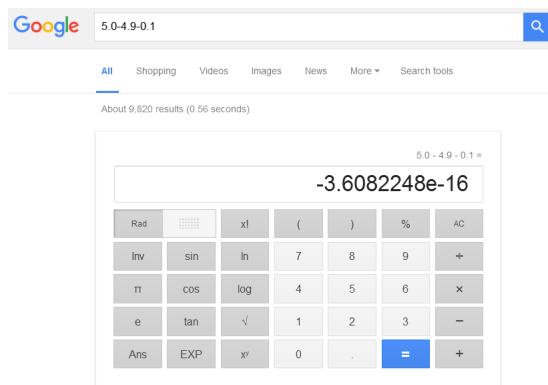 Google 5.0-4.9-0.1
All Shopping Videos Images News More Search tools
About 9,820 results (0.56 seconds)
5.0 - 4.9 - 0.1 =
-3.6082248e-16
Rad x! ( ) % AC
Inv sin ln 7 8 9 ÷
π cos log 4 5 6 ×
e tan √ 1 2 3 −
Ans EXP xʸ 0 . = +